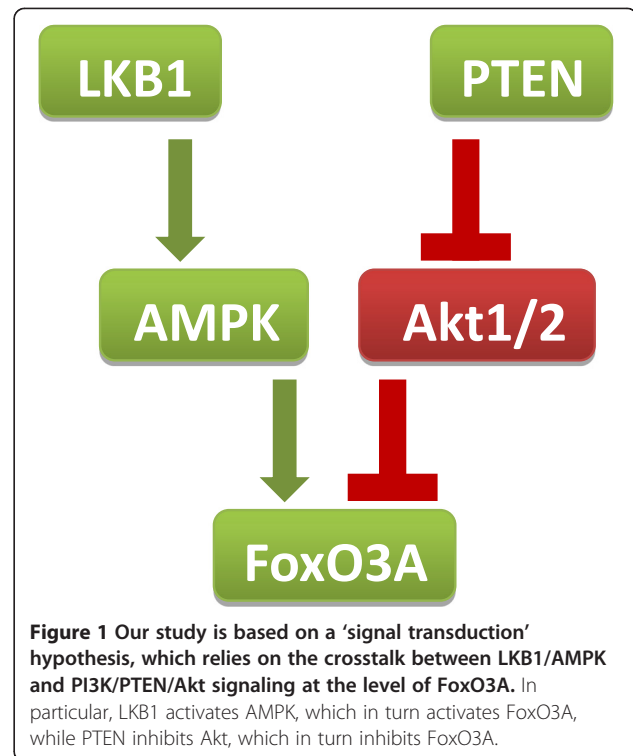 LKB1
PTEN
AMPK
Akt1/2
FoxO3A
Figure 1 Our study is based on a ‘signal transduction’
hypothesis, which relies on the crosstalk between LKB1/AMPK
and PI3K/PTEN/Akt signaling at the level of FoxO3A. In
particular, LKB1 activates AMPK, which in turn activates FoxO3A,
while PTEN inhibits Akt, which in turn inhibits FoxO3A.